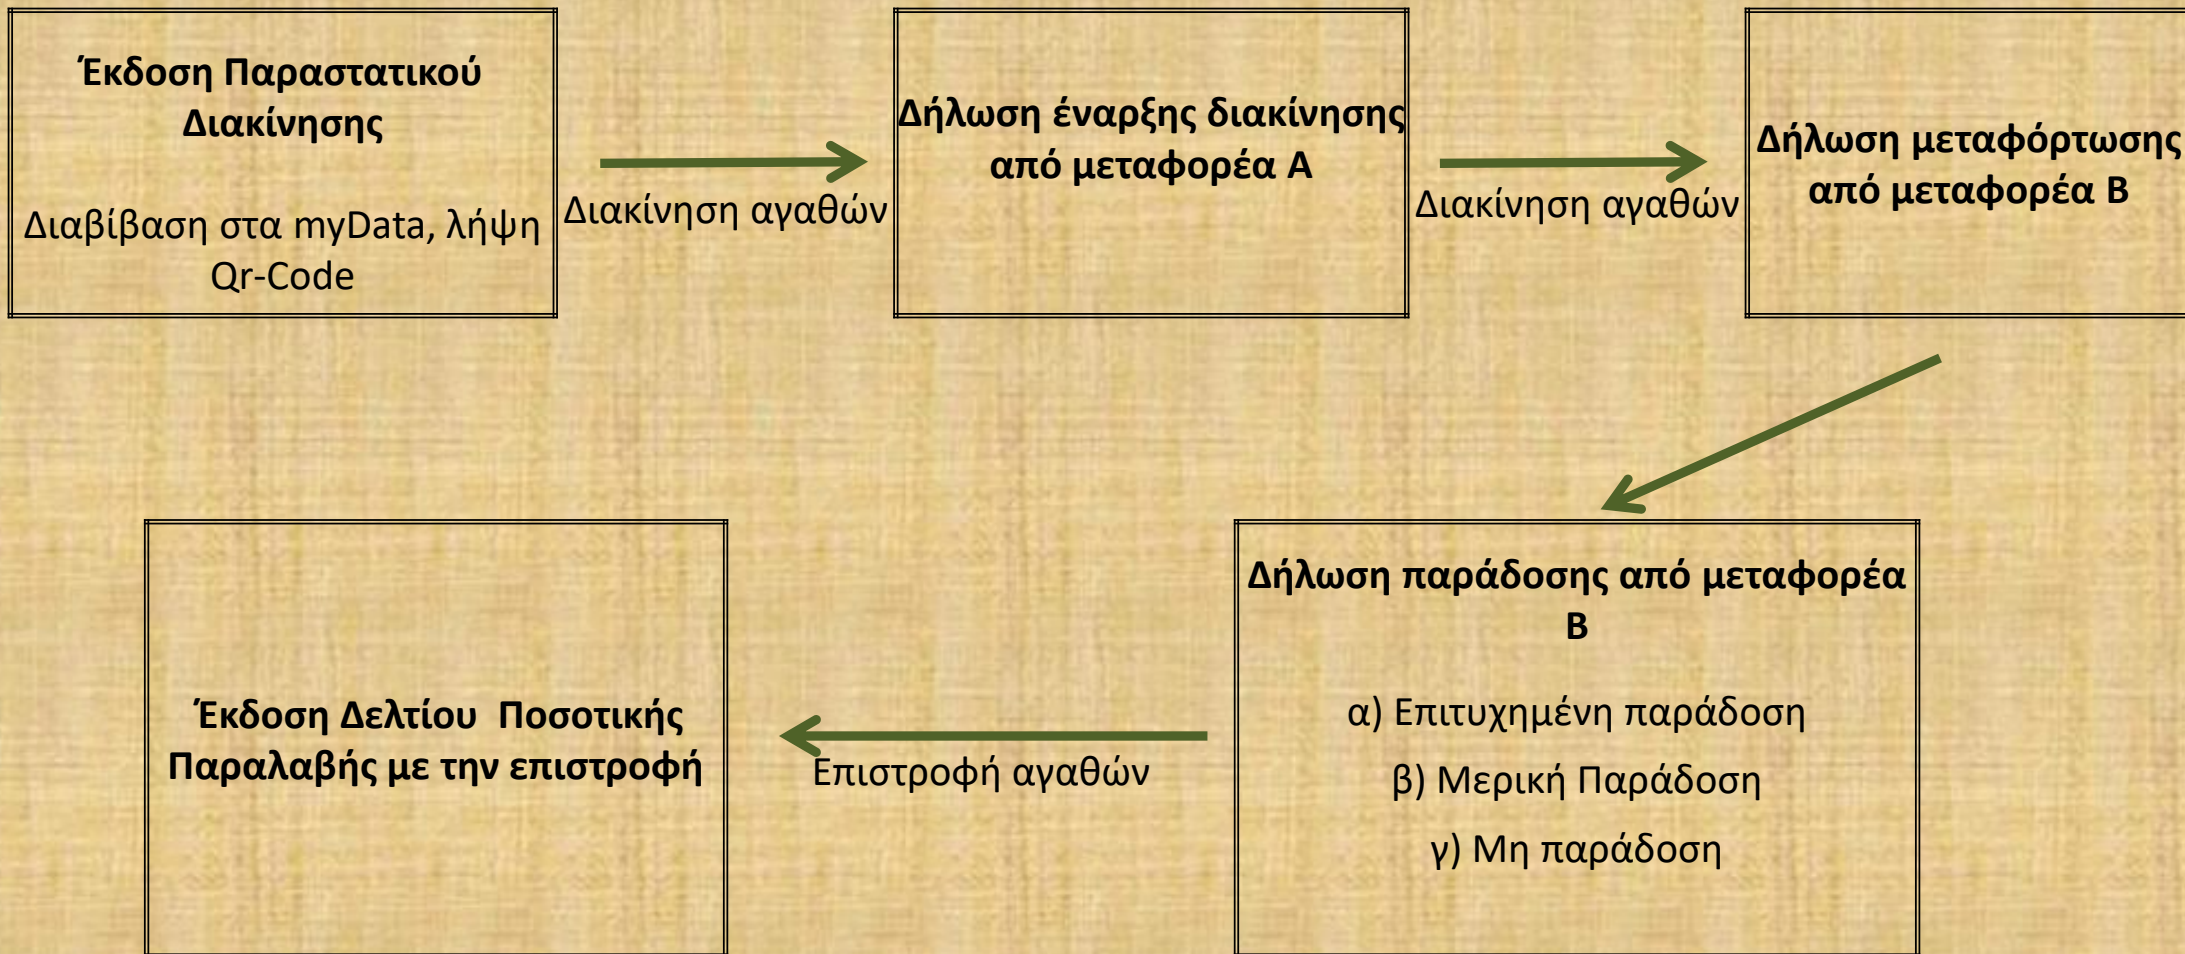 Έκδοση Παραστατικού
Διακίνησης
Διαβίβαση στα myData, λήψη
Qr-Code
Διακίνηση αγαθών
Δήλωση έναρξης διακίνησης
από μεταφορέα Α
Διακίνηση αγαθών
Δήλωση μεταφόρτωσης
από μεταφορέα Β
Δήλωση παράδοσης από μεταφορέα
Β
α) Επιτυχημένη παράδοση
β) Μερική Παράδοση
γ) Μη παράδοση
Επιστροφή αγαθών
Έκδοση Δελτίου Ποσοτικής
Παραλαβής με την επιστροφή